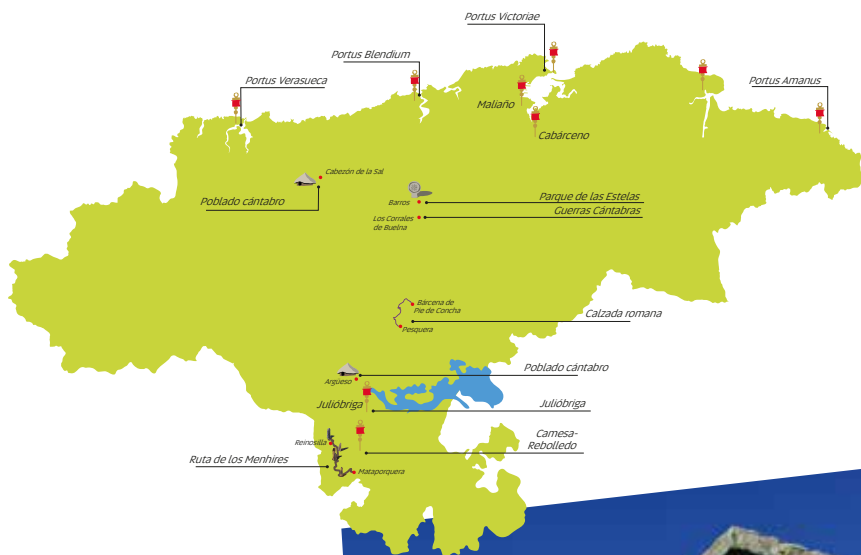 Portus Victoriae
Portus Blendium
Portus Verasueca
Portus Amanus
Maliaño
Cabárceno
Cabezón de la Sal
Poblado cántabro
Barros
Parque de las Estelas
Los Corrales
de Buelna
Guerras Cántabras
Bárcena de
Pie de Concha
Calzada romana
Pesquera
Poblado cántabro
Argüeso
Julióbriga
Julióbriga
Camesa-
Rebolledo
Reinosilla
Ruta de los Menhires
Mataporquera